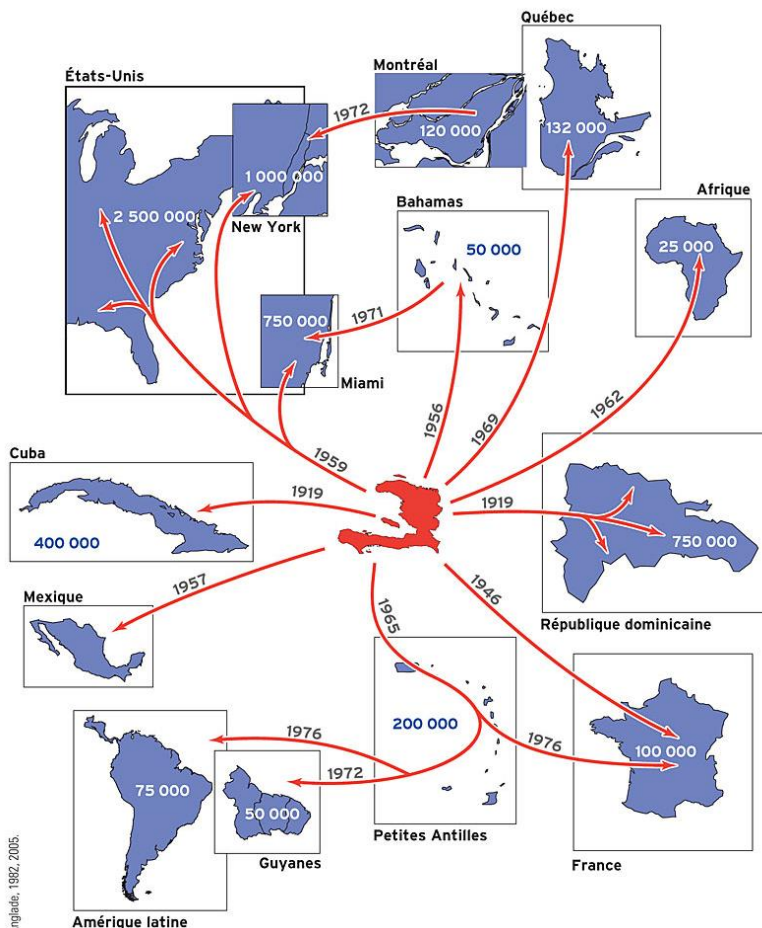 Québec
Montréal
États-Unis
1972
120 000
132 000
1 000 000
2 500 000
New York
Bahamas
50 000
Afrique
25 000
750 000
1971
Miami
1956
1969
1962
1959
Cuba
400 000
1919
1919
750 000
République dominicaine
1957
Mexique
1946
1965
200 000
1976
1972
1976
100 000
75 000
50 000
Guyanes
Petites Antilles
France
Amérique latine
1982, 2005.